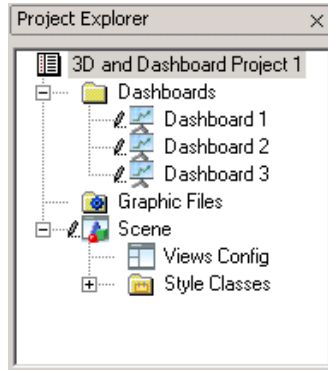 Project Explorer
3D and Dashboard Project 1
Dashboards
Dashboard 1
Dashboard 2
Dashboard 3
Graphic Files
Scene
Views Config
Style Classes